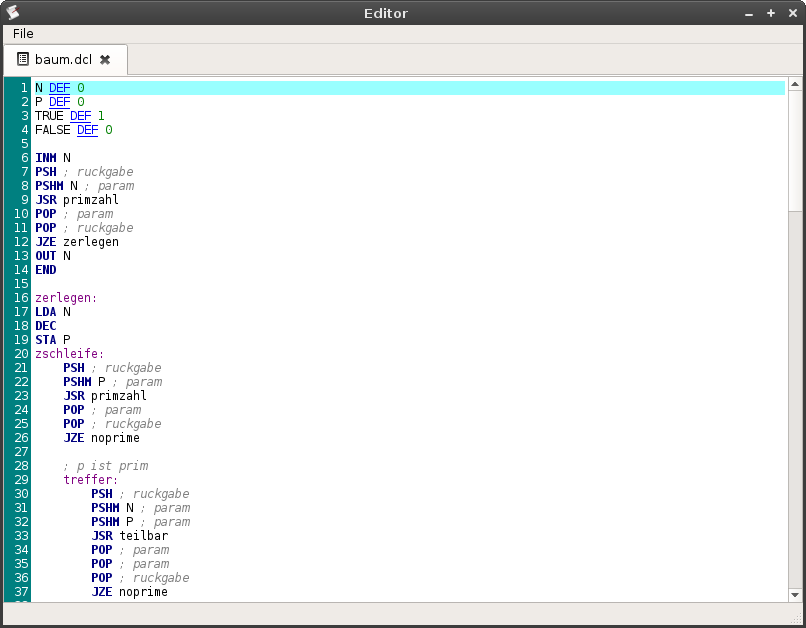 Editor
File
baum.dcl
1 N DEF 0
2 P DEF 0
3 TRUE DEF 1
4 FALSE DEF 0
5
6 INM N
7 PSH ; ruckgabe
8 PSHM N ; param
9 JSR primzahl
10 POP ; param
11 POP ; ruckgabe
12 JZE zerlegen
13 OUT N
14 END
15
16 zerlegen:
17 LDA N
18 DEC
19 STA P
20 zschleife:
21     PSH ; ruckgabe
22     PSHM P ; param
23     JSR primzahl
24     POP ; param
25     POP ; ruckgabe
26     JZE noprime
27
28     ; p ist prim
29     treffer:
30         PSH ; ruckgabe
31         PSHM N ; param
32         PSHM P ; param
33         JSR teilbar
34         POP ; param
35         POP ; param
36         POP ; ruckgabe
37         JZE noprime